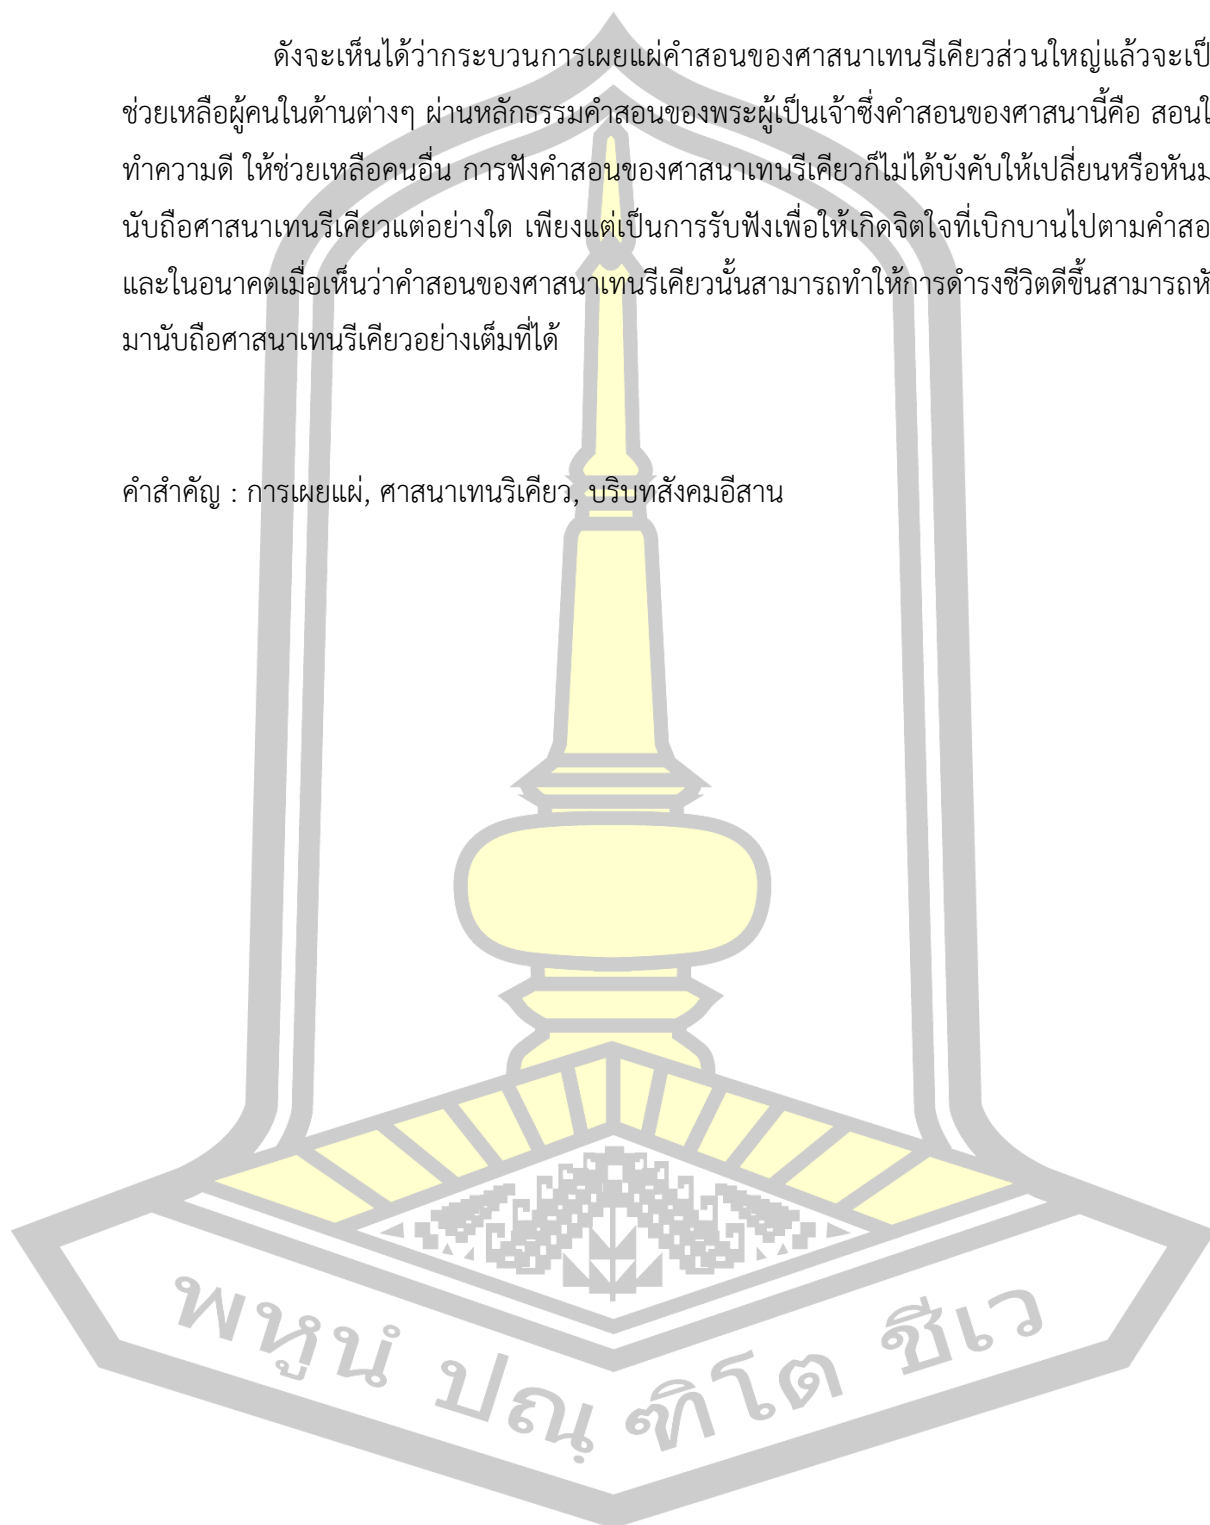 ดังจะเห็นได้ว่ากระบวนการเผยแผ่คำสอนของศาสนาเทนรีเคียวส่วนใหญ่แล้วจะเป็
ช่วยเหลือผู้คนในด้านต่างๆ ผ่านหลักธรรมคำสอนของพระผู้เป็นเจ้าซึ่งคำสอนของศาสนานี้คือ สอนใ
ทำความดี ให้ช่วยเหลือคนอื่น การฟังคำสอนของศาสนาเทนรีเคียวก็ไม่ได้บังคับให้เปลี่ยนหรือหันม
นับถือศาสนาเทนรีเคียวแต่อย่างใด เพียงแต่เป็นการรับฟังเพื่อให้เกิดจิตใจที่เบิกบานไปตามคำสอ
และในอนาคตเมื่อเห็นว่าคำสอนของศาสนาเทนรีเคียวนั้นสามารถทำให้การดำรงชีวิตดีขึ้นสามารถหั
มานับถือศาสนาเทนรีเคียวอย่างเต็มที่ได้
คำสำคัญ : การเผยแผ่, ศาสนาเทนริเคียว, บริบทสังคมอีสาน
พหูนํ ปณฺฑิโต ชีเว